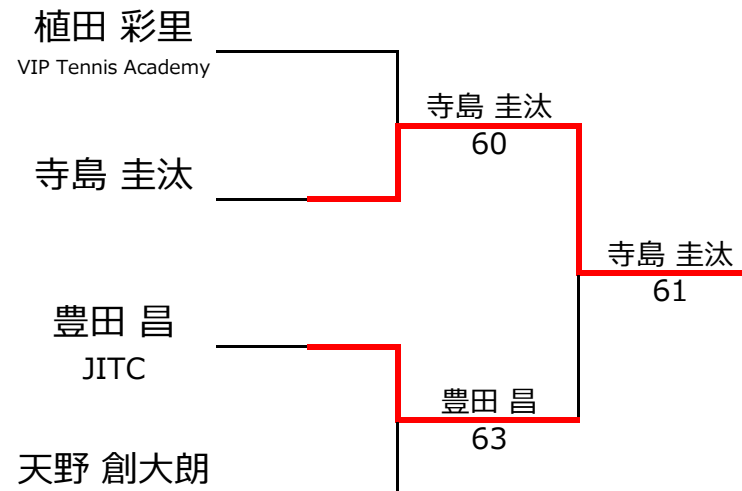 植田 彩里
VIP Tennis Academy
寺島 圭汰
60
寺島 圭汰
寺島 圭汰
61
豊田 昌
JITC
豊田 昌
63
天野 創大朗